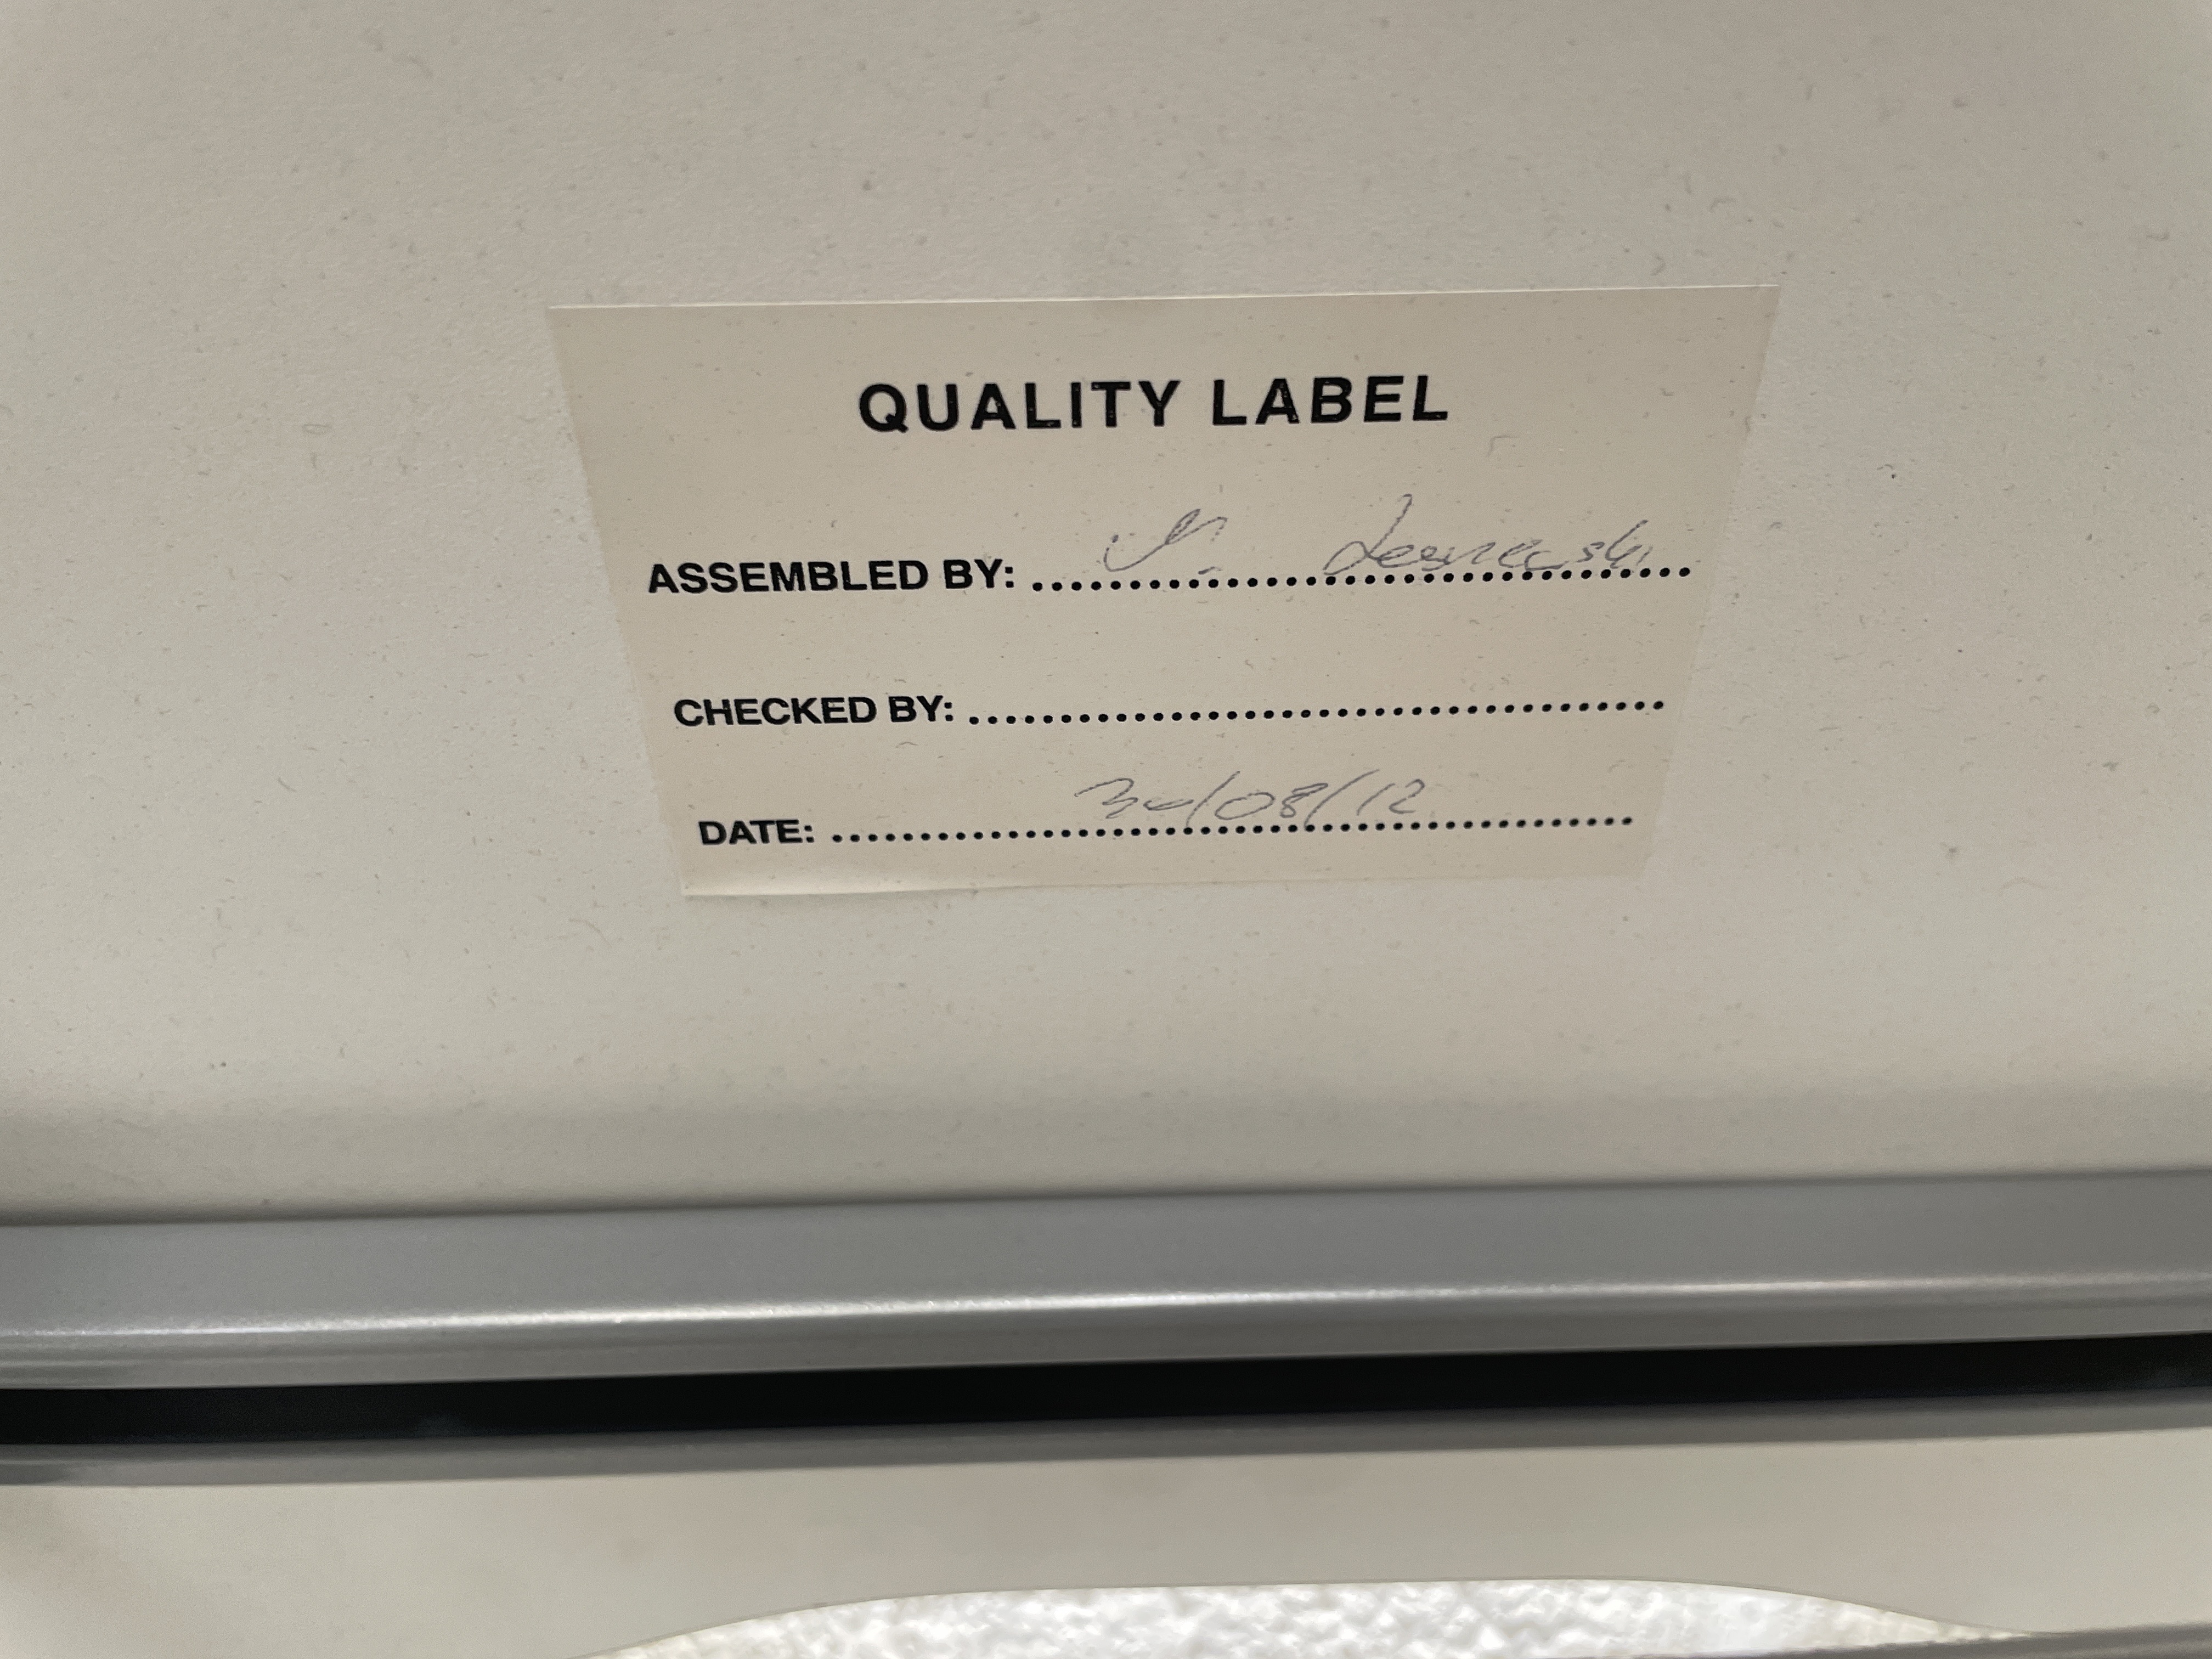 QUALITY LABEL
ASSEMBLED BY: ....................................
CHECKED BY: .......................................
DATE: 30/08/12 .............................................